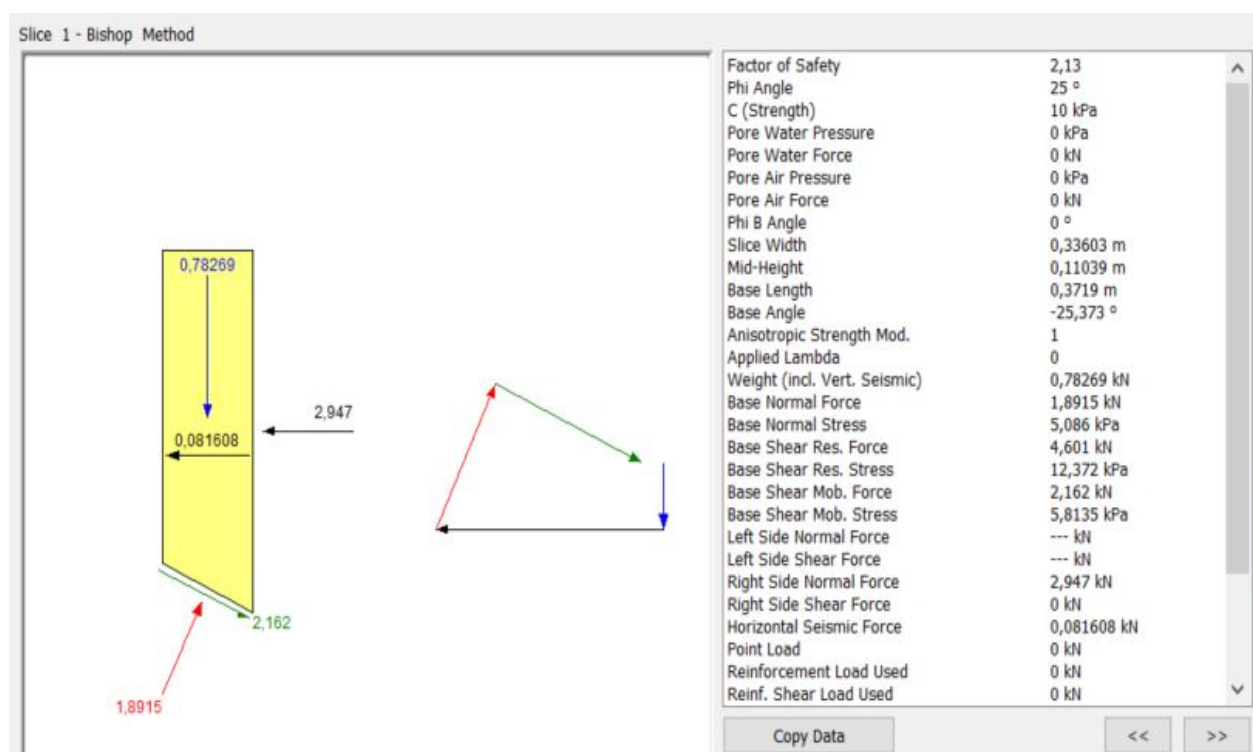 Slice 1 - Bishop Method
0,78269
2,947
0,081608
2,162
1,8915
Factor of Safety 2,13
Phi Angle 25 º
C (Strength) 10 kPa
Pore Water Pressure 0 kPa
Pore Water Force 0 kN
Pore Air Pressure 0 kPa
Pore Air Force 0 kN
Phi B Angle 0 º
Slice Width 0,33603 m
Mid-Height 0,11039 m
Base Length 0,3719 m
Base Angle -25,373 º
Anisotropic Strength Mod. 1
Applied Lambda 0
Weight (incl. Vert. Seismic) 0,78269 kN
Base Normal Force 1,8915 kN
Base Normal Stress 5,086 kPa
Base Shear Res. Force 4,601 kN
Base Shear Res. Stress 12,372 kPa
Base Shear Mob. Force 2,162 kN
Base Shear Mob. Stress 5,8135 kPa
Left Side Normal Force --- kN
Left Side Shear Force --- kN
Right Side Normal Force 2,947 kN
Right Side Shear Force 0 kN
Horizontal Seismic Force 0,081608 kN
Point Load 0 kN
Reinforcement Load Used 0 kN
Reinf. Shear Load Used 0 kN
Copy Data << >>